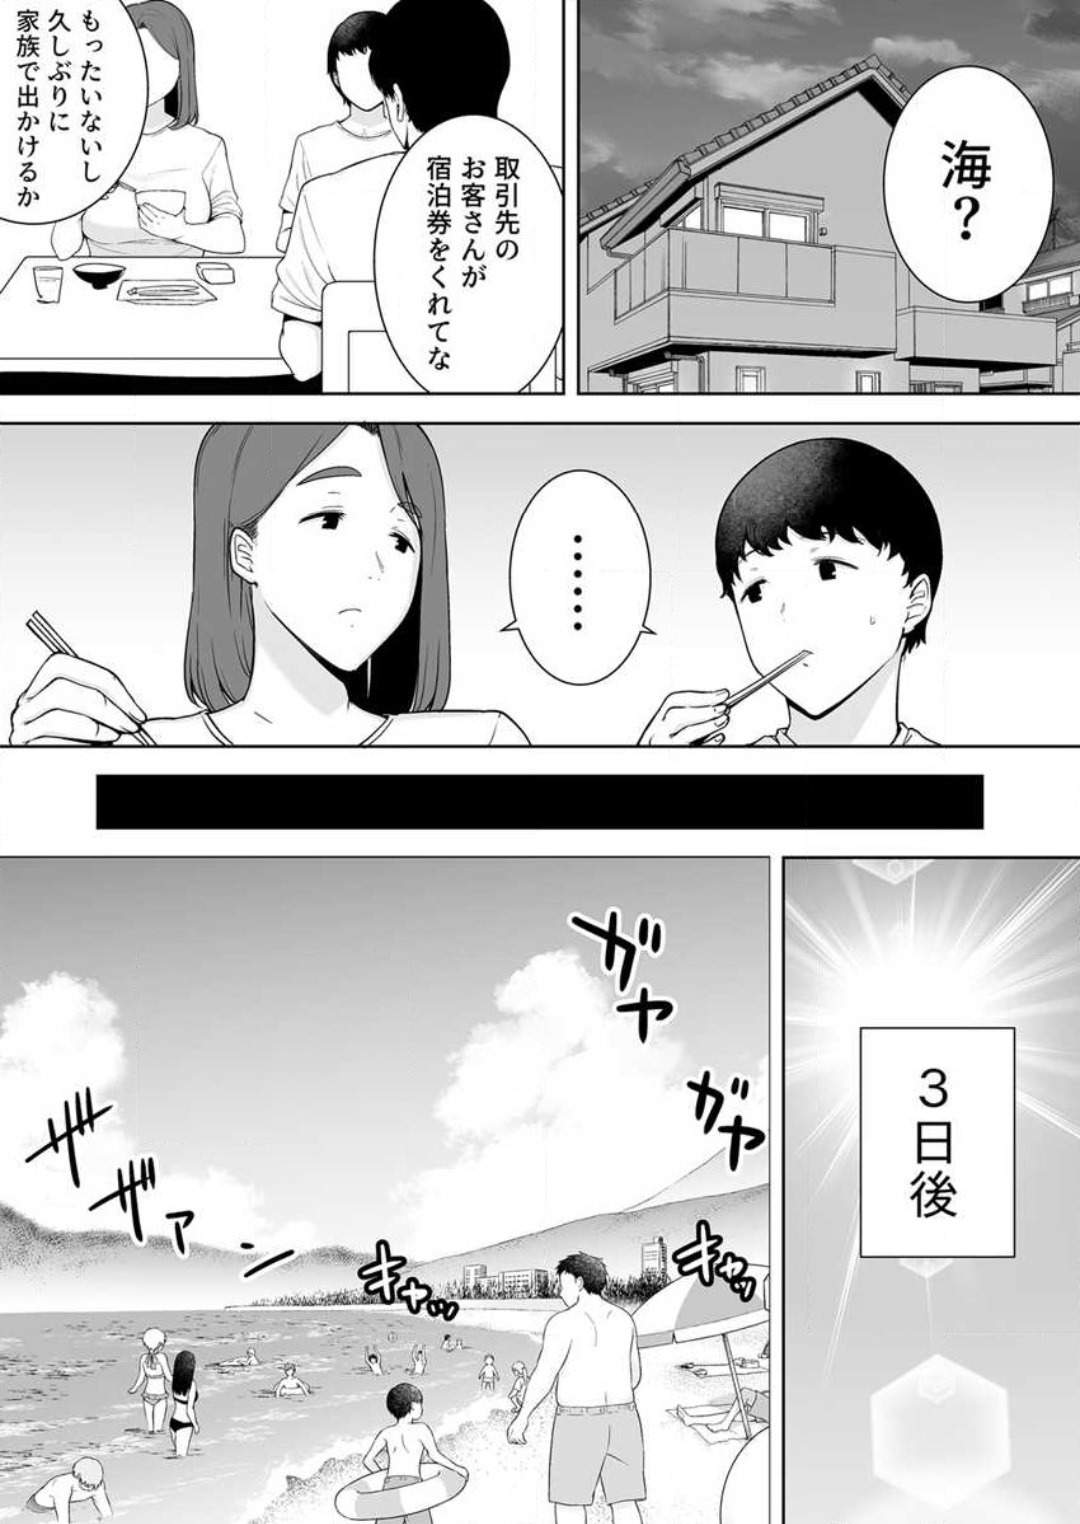 海?
取引先の
お客さんが
宿泊券をくれてな
もったいないし
久しぶりに
家族で出かけるか
・・・・・・
3日後
ガヤ
ガヤ
ザザァン
キャッ
キャッ